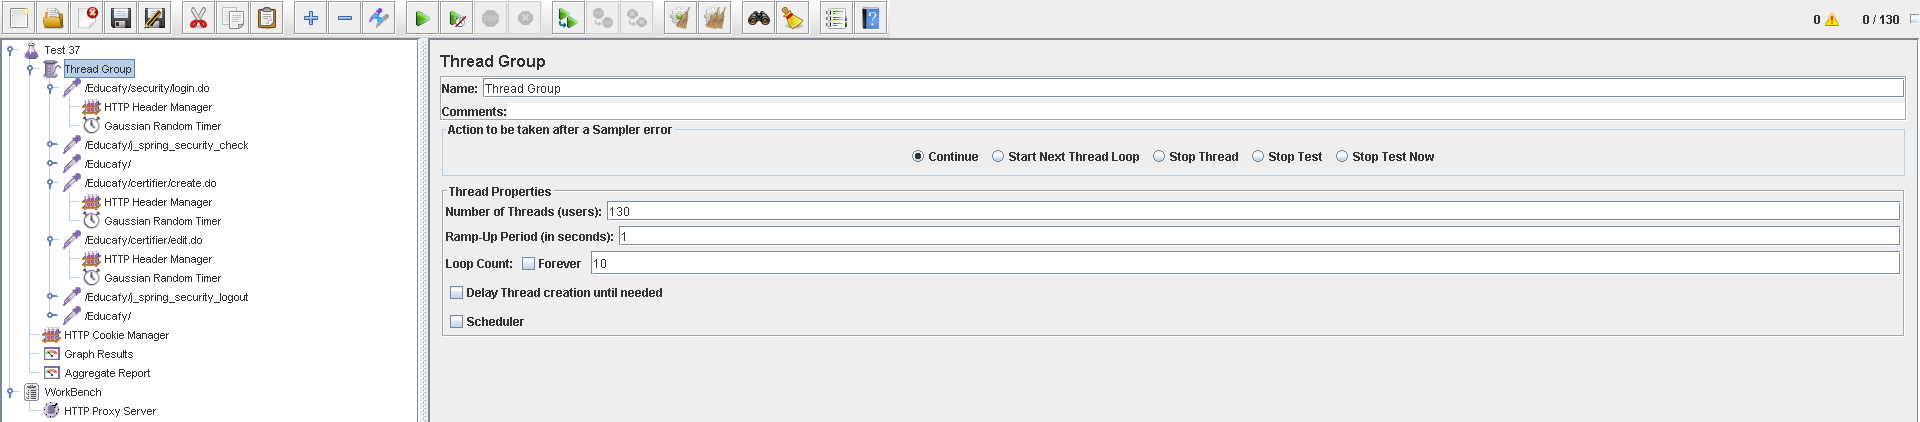 0 0 / 130
Test 37
Thread Group
/Educafy/security/login.do
HTTP Header Manager
Gaussian Random Timer
/Educafy/j_spring_security_check
/Educafy/
/Educafy/certifier/create.do
HTTP Header Manager
Gaussian Random Timer
/Educafy/certifier/edit.do
HTTP Header Manager
Gaussian Random Timer
/Educafy/j_spring_security_logout
/Educafy/
HTTP Cookie Manager
Graph Results
Aggregate Report
WorkBench
HTTP Proxy Server
Thread Group
Name: Thread Group
Comments:
Action to be taken after a Sampler error
Continue Start Next Thread Loop Stop Thread Stop Test Stop Test Now
Thread Properties
Number of Threads (users): 130
Ramp-Up Period (in seconds): 1
Loop Count: Forever 10
Delay Thread creation until needed
Scheduler